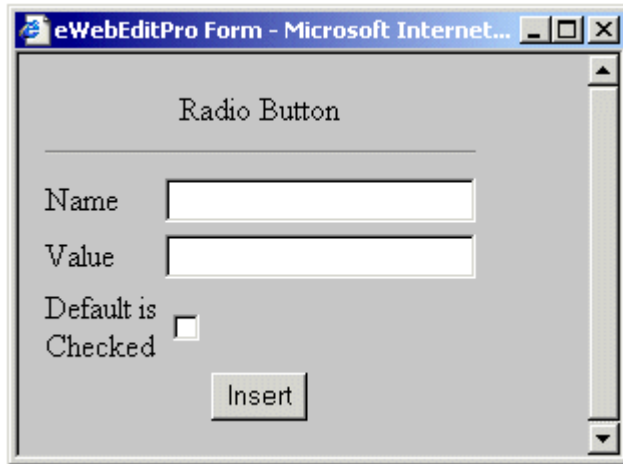 eWebEditPro Form - Microsoft Internet...
Radio Button
Name
Value
Default is
Checked
Insert